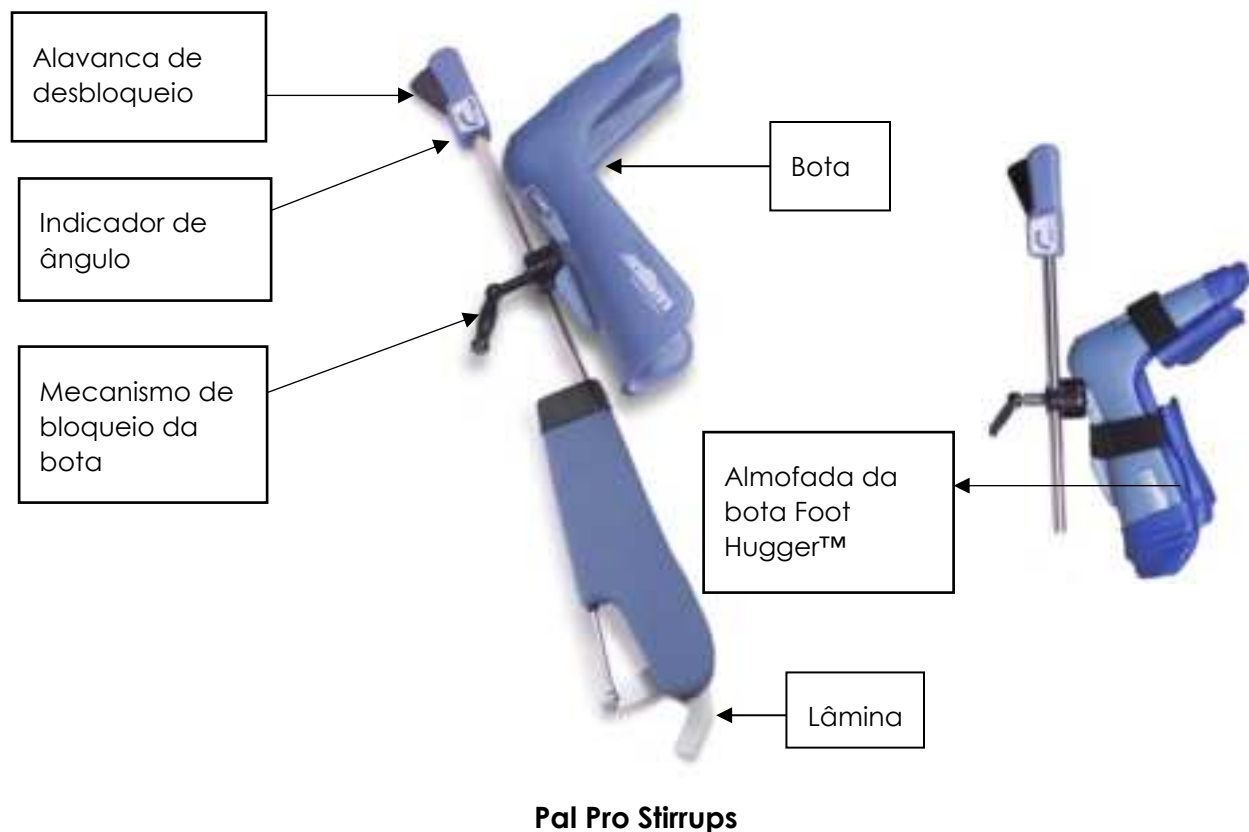 Alavanca de
desbloqueio
Indicador de
ângulo
Mecanismo de
bloqueio da
bota
Bota
Almofada da
bota Foot
Hugger™
Lâmina
Pal Pro Stirrups